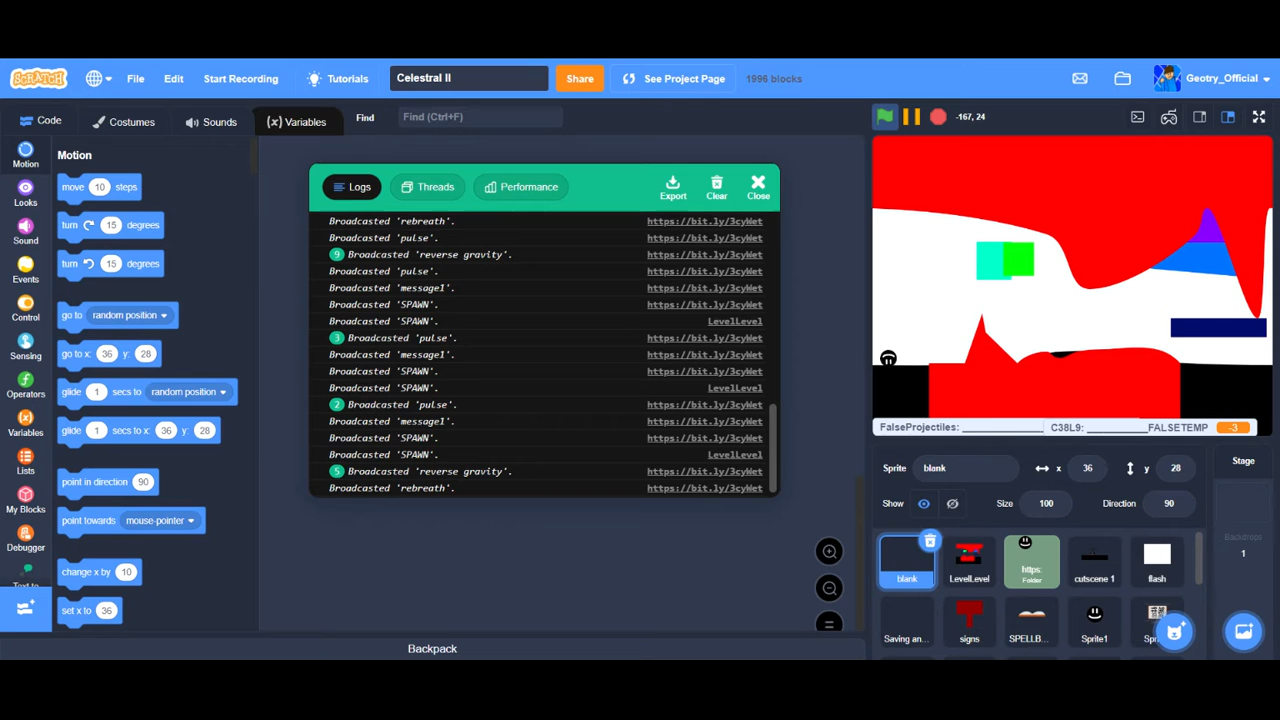 SCRATCH File Edit Start Recording Tutorials Celestral II Share See Project Page 1996 blocks Geotry_Official
Code Costumes Sounds (x) Variables Find Find (Ctrl+F) -167, 24
Motion
Looks
Sound
Events
Control
Sensing
Operators
Variables
Lists
My Blocks
Debugger
Text to
Motion
move 10 steps
turn 15 degrees
turn 15 degrees
go to random position
go to x: 36 y: 28
glide 1 secs to random position
glide 1 secs to x: 36 y: 28
point in direction 90
point towards mouse-pointer
change x by 10
set x to 36
Logs Threads Performance Export Clear Close
Broadcasted 'rebreath'. https://bit.ly/3cyWet
Broadcasted 'pulse'. https://bit.ly/3cyWet
9 Broadcasted 'reverse gravity'. https://bit.ly/3cyWet
Broadcasted 'pulse'. https://bit.ly/3cyWet
Broadcasted 'message1'. https://bit.ly/3cyWet
Broadcasted 'SPAWN'. https://bit.ly/3cyWet
Broadcasted 'SPAWN'. LevelLevel
3 Broadcasted 'pulse'. https://bit.ly/3cyWet
Broadcasted 'message1'. https://bit.ly/3cyWet
Broadcasted 'SPAWN'. https://bit.ly/3cyWet
Broadcasted 'SPAWN'. LevelLevel
2 Broadcasted 'pulse'. https://bit.ly/3cyWet
Broadcasted 'message1'. https://bit.ly/3cyWet
Broadcasted 'SPAWN'. https://bit.ly/3cyWet
Broadcasted 'SPAWN'. LevelLevel
5 Broadcasted 'reverse gravity'. https://bit.ly/3cyWet
Broadcasted 'rebreath'. https://bit.ly/3cyWet
FalseProjectiles: ____________ C38L9: _________ FALSETEMP -3
Sprite blank x 36 y 28
Show Size 100 Direction 90
Stage
Backdrops
1
blank LevelLevel https: Folder cutscene 1 flash
Saving an... signs SPELLB... Sprite1 Spr
Backpack